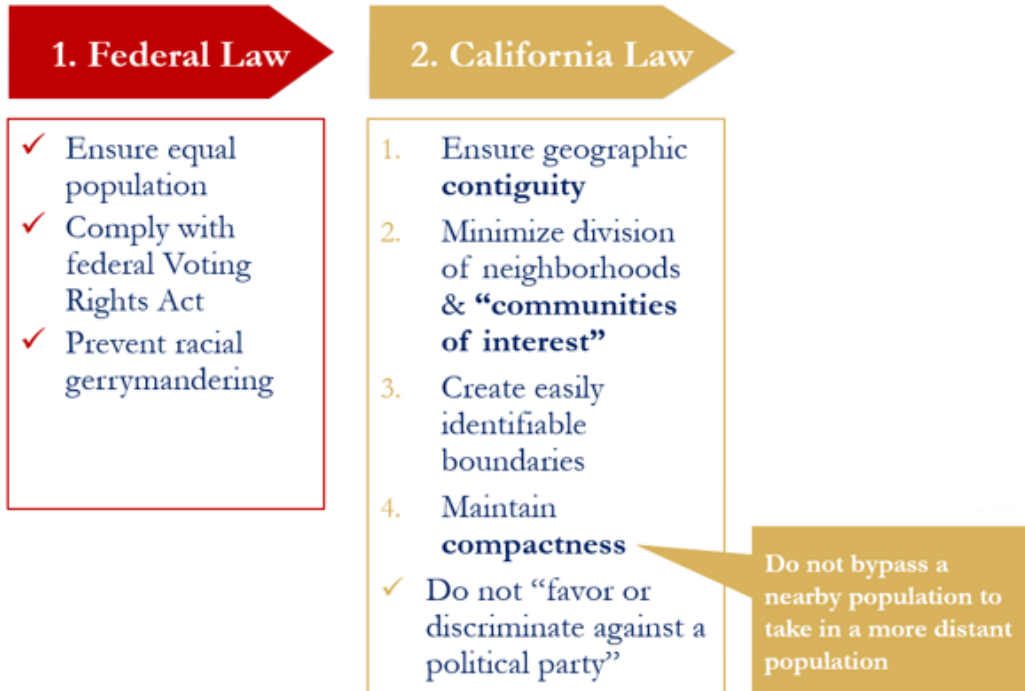 1. Federal Law
✓ Ensure equal
population
✓ Comply with
federal Voting
Rights Act
✓ Prevent racial
gerrymandering
2. California Law
1. Ensure geographic
contiguity
2. Minimize division
of neighborhoods
& “communities
of interest”
3. Create easily
identifiable
boundaries
4. Maintain
compactness
✓ Do not “favor or
discriminate against a
political party”
Do not bypass a
nearby population to
take in a more distant
population